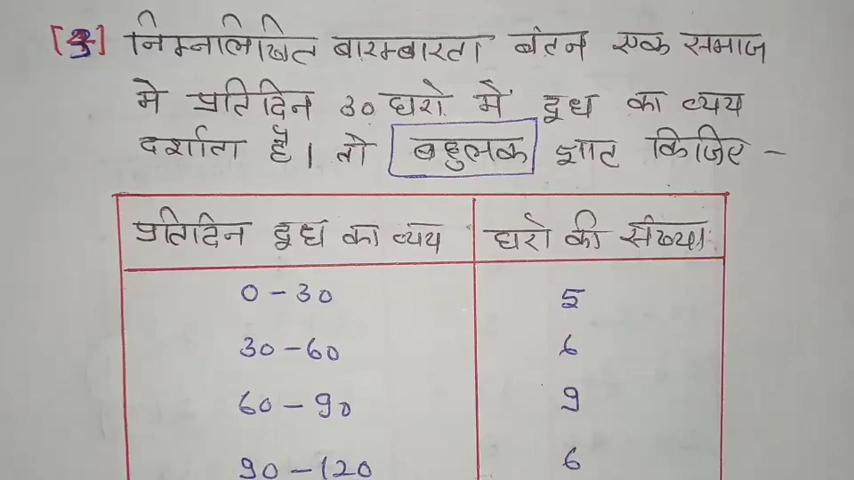 [3] निम्नलिखित बारम्बारता बंटन एक समाज
मे प्रतिदिन 30 घरो में दूध का व्यय
दर्शाता है। तो बहुलक ज्ञात किजिए -
प्रतिदिन दूध का व्यय घरो की संख्या
0 - 30 5
30 - 60 6
60 - 90 9
90 - 120 6